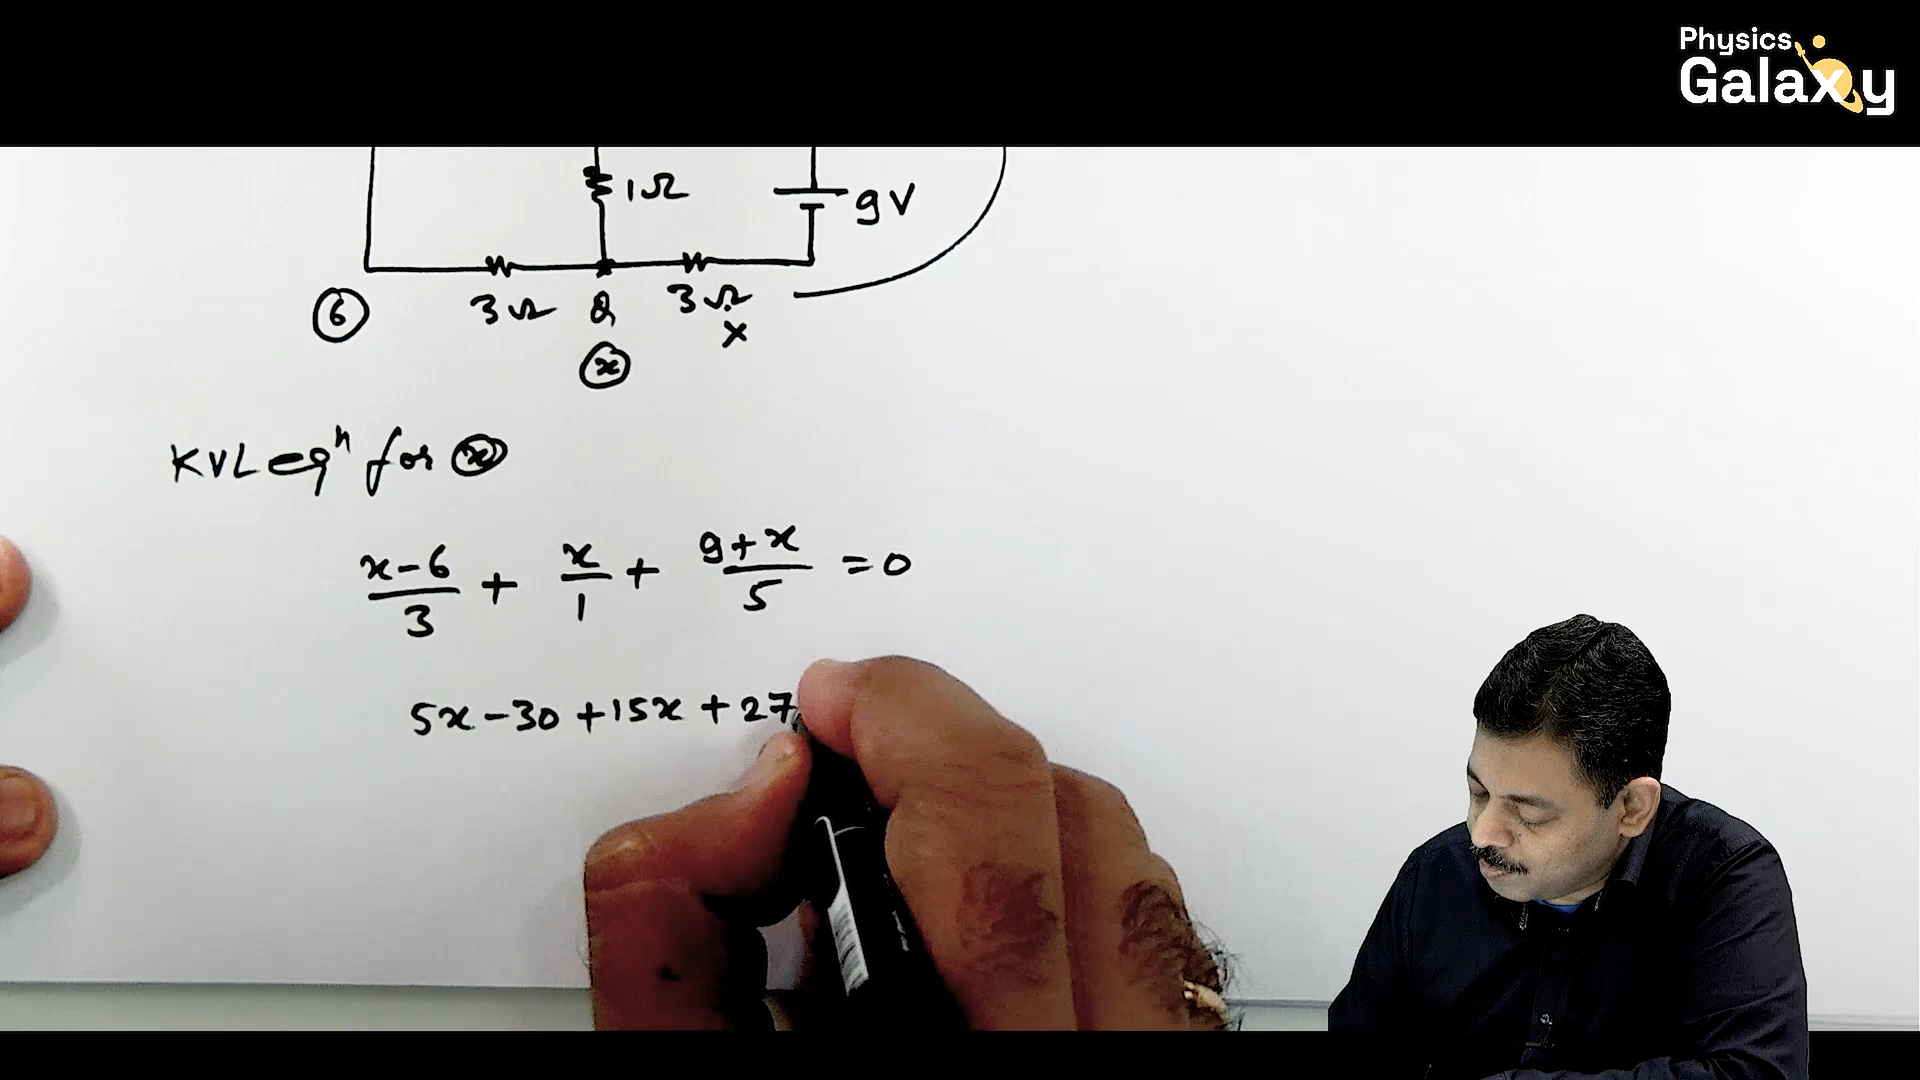 Physics
Galaxy
1Ω
9V
6
3Ω Q 3Ω
x
x
KVL eqⁿ for x
x-6/3 + x/1 + 9+x/5 = 0
5x-30+15x+27